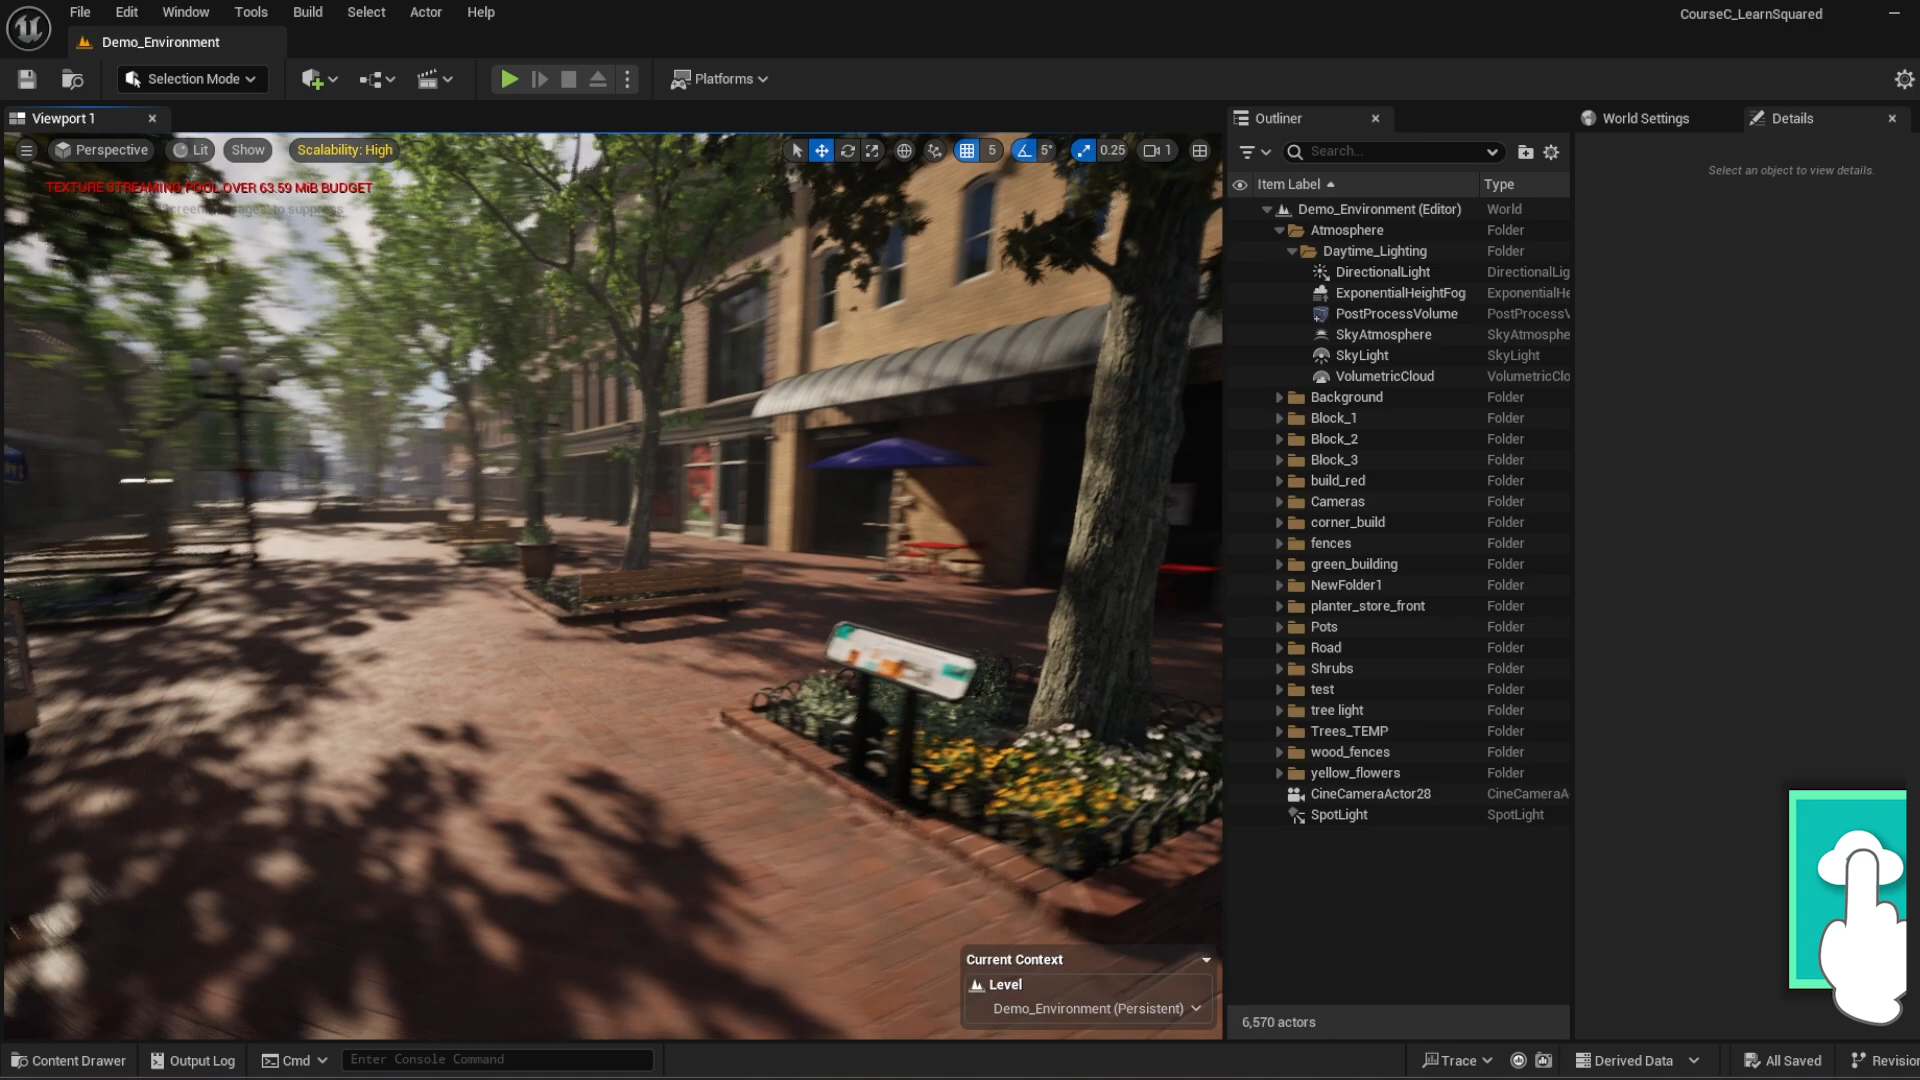 File Edit Window Tools Build Select Actor Help
CourseC_LearnSquared
Demo_Environment
Selection Mode
Platforms
Viewport 1
Outliner
World Settings
Details
Perspective Lit Show Scalability: High
5 5° 0.25 1
Search...
Select an object to view details.
TEXTURE STREAMING POOL OVER 63.59 MiB BUDGET
to suppress
Item Label Type
Demo_Environment (Editor) World
Atmosphere Folder
Daytime_Lighting Folder
DirectionalLight DirectionalLig
ExponentialHeightFog ExponentialHe
PostProcessVolume PostProcessV
SkyAtmosphere SkyAtmosphe
SkyLight SkyLight
VolumetricCloud VolumetricClo
Background Folder
Block_1 Folder
Block_2 Folder
Block_3 Folder
build_red Folder
Cameras Folder
corner_build Folder
fences Folder
green_building Folder
NewFolder1 Folder
planter_store_front Folder
Pots Folder
Road Folder
Shrubs Folder
test Folder
tree light Folder
Trees_TEMP Folder
wood_fences Folder
yellow_flowers Folder
CineCameraActor28 CineCameraA
SpotLight SpotLight
Current Context
Level
Demo_Environment (Persistent)
6,570 actors
Content Drawer Output Log Cmd Enter Console Command Trace Derived Data All Saved Revision